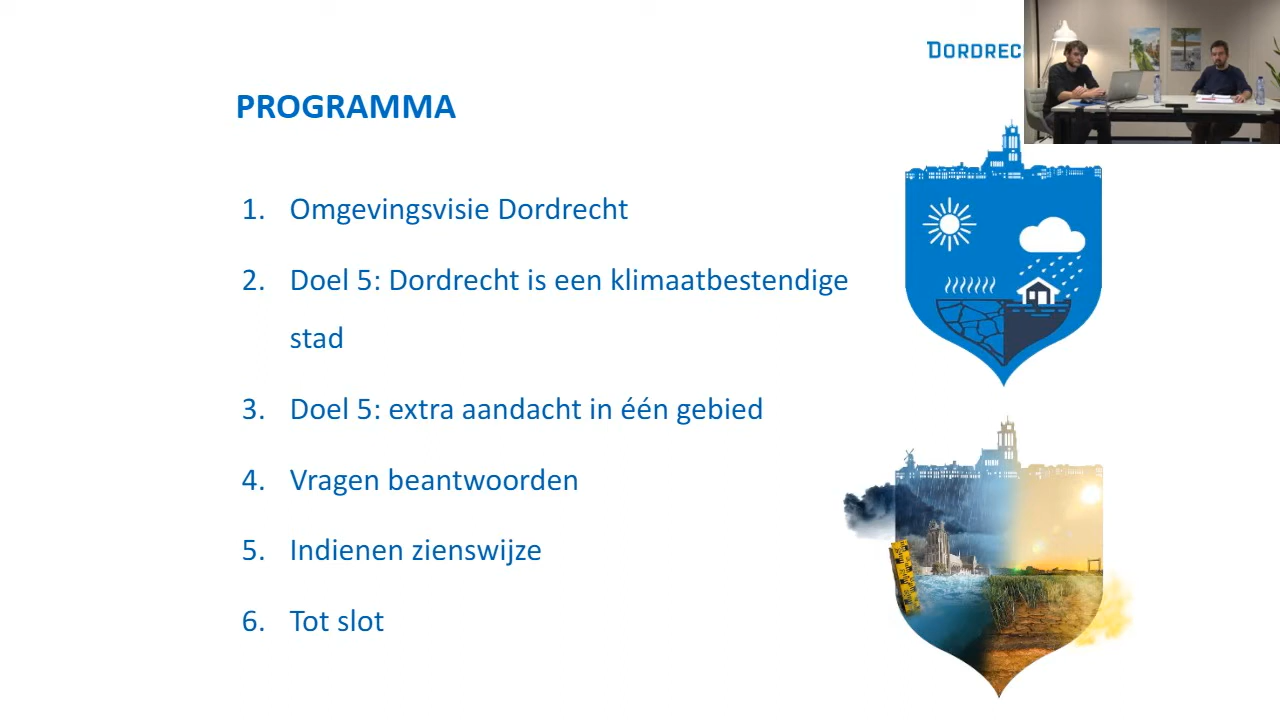 DORDREC
PROGRAMMA
1. Omgevingsvisie Dordrecht
2. Doel 5: Dordrecht is een klimaatbestendige
stad
3. Doel 5: extra aandacht in één gebied
4. Vragen beantwoorden
5. Indienen zienswijze
6. Tot slot